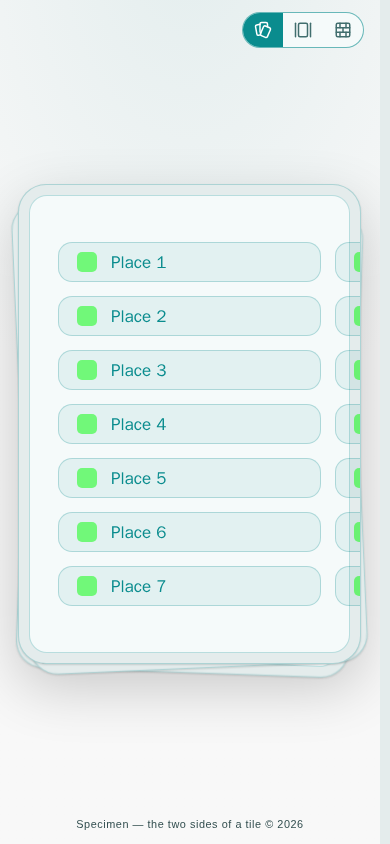 Place 1
Place 2
Place 3
Place 4
Place 5
Place 6
Place 7
Specimen — the two sides of a tile © 2026